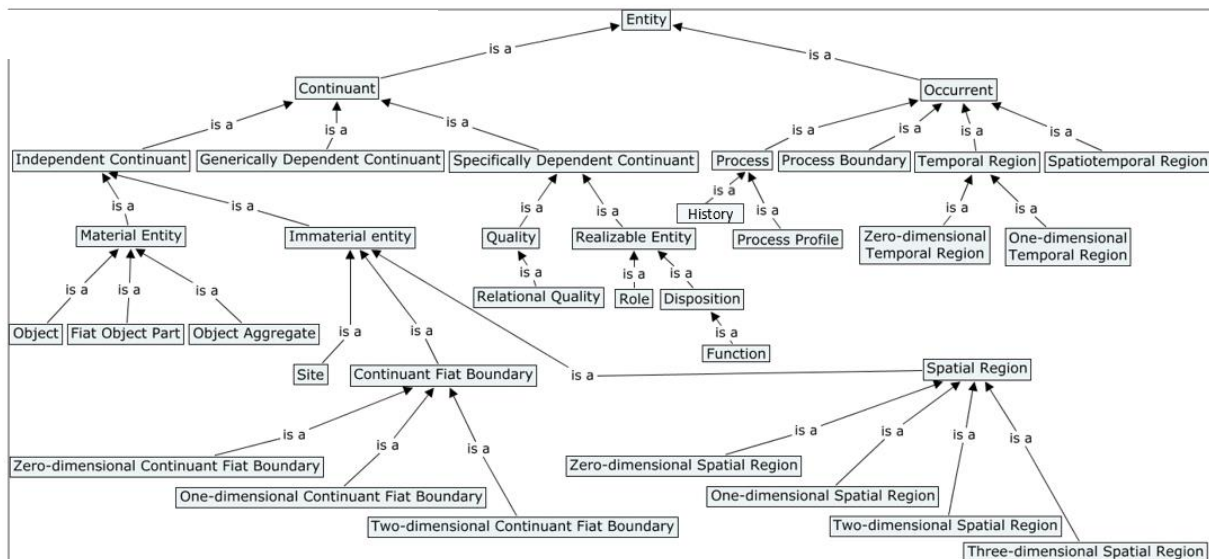 Entity
is a
is a
Continuant
Occurrent
is a
is a
is a
is a
is a
is a
is a
Independent Continuant
Generically Dependent Continuant
Specifically Dependent Continuant
Process
Process Boundary
Temporal Region
Spatiotemporal Region
is a
is a
is a
is a
is a
is a
is a
is a
History
Material Entity
Immaterial entity
Quality
Realizable Entity
Process Profile
Zero-dimensional
Temporal Region
One-dimensional
Temporal Region
is a
is a
is a
is a
is a
is a
Relational Quality
Role
Disposition
Object
Fiat Object Part
Object Aggregate
is a
is a
is a
Function
Site
Continuant Fiat Boundary
is a
Spatial Region
is a
is a
is a
is a
is a
is a
is a
Zero-dimensional Continuant Fiat Boundary
Zero-dimensional Spatial Region
One-dimensional Continuant Fiat Boundary
One-dimensional Spatial Region
Two-dimensional Continuant Fiat Boundary
Two-dimensional Spatial Region
Three-dimensional Spatial Region